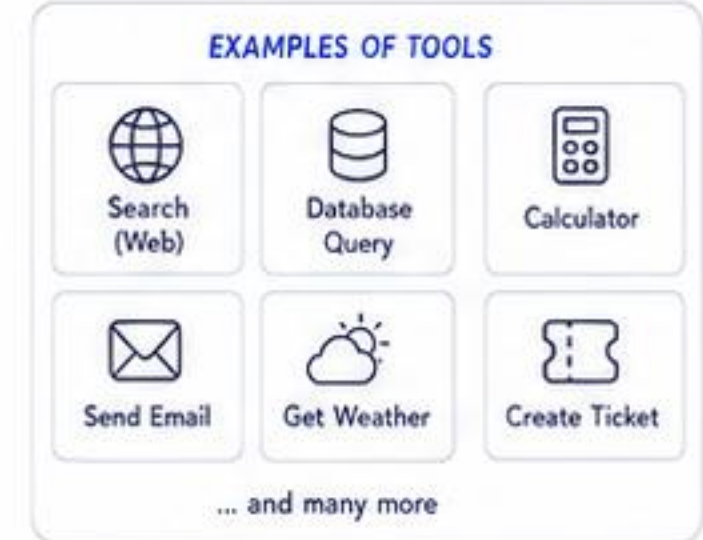 EXAMPLES OF TOOLS
Search
(Web)
Database
Query
Calculator
Send Email
Get Weather
Create Ticket
... and many more